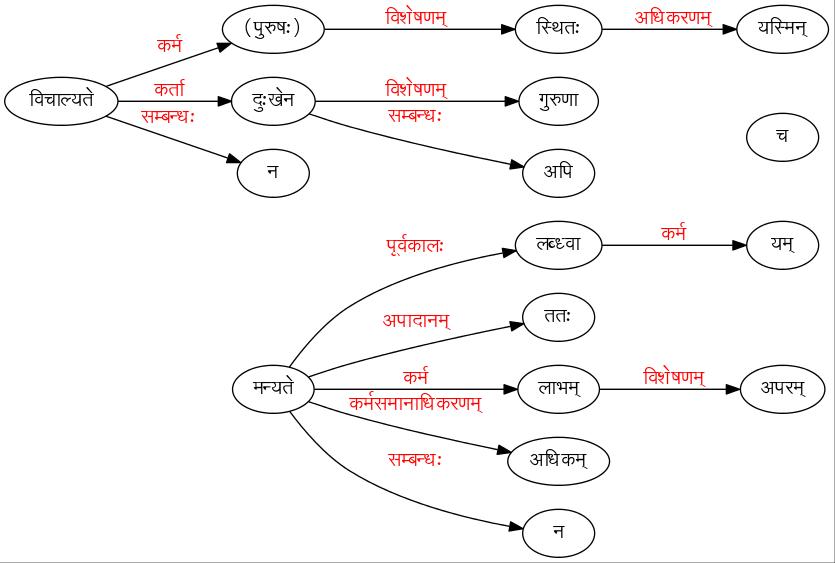 (पुरुषः) विशेषणम् स्थितः अधिकरणम् यस्मिन्
कर्म
विचाल्यते कर्ता दुःखेन विशेषणम् गुरुणा
सम्बन्धः सम्बन्धः
च
न अपि
पूर्वकालः लब्ध्वा कर्म यम्
अपादानम् ततः
मन्यते कर्म लाभम् विशेषणम् अपरम्
कर्मसमानाधिकरणम्
सम्बन्धः अधिकम्
न